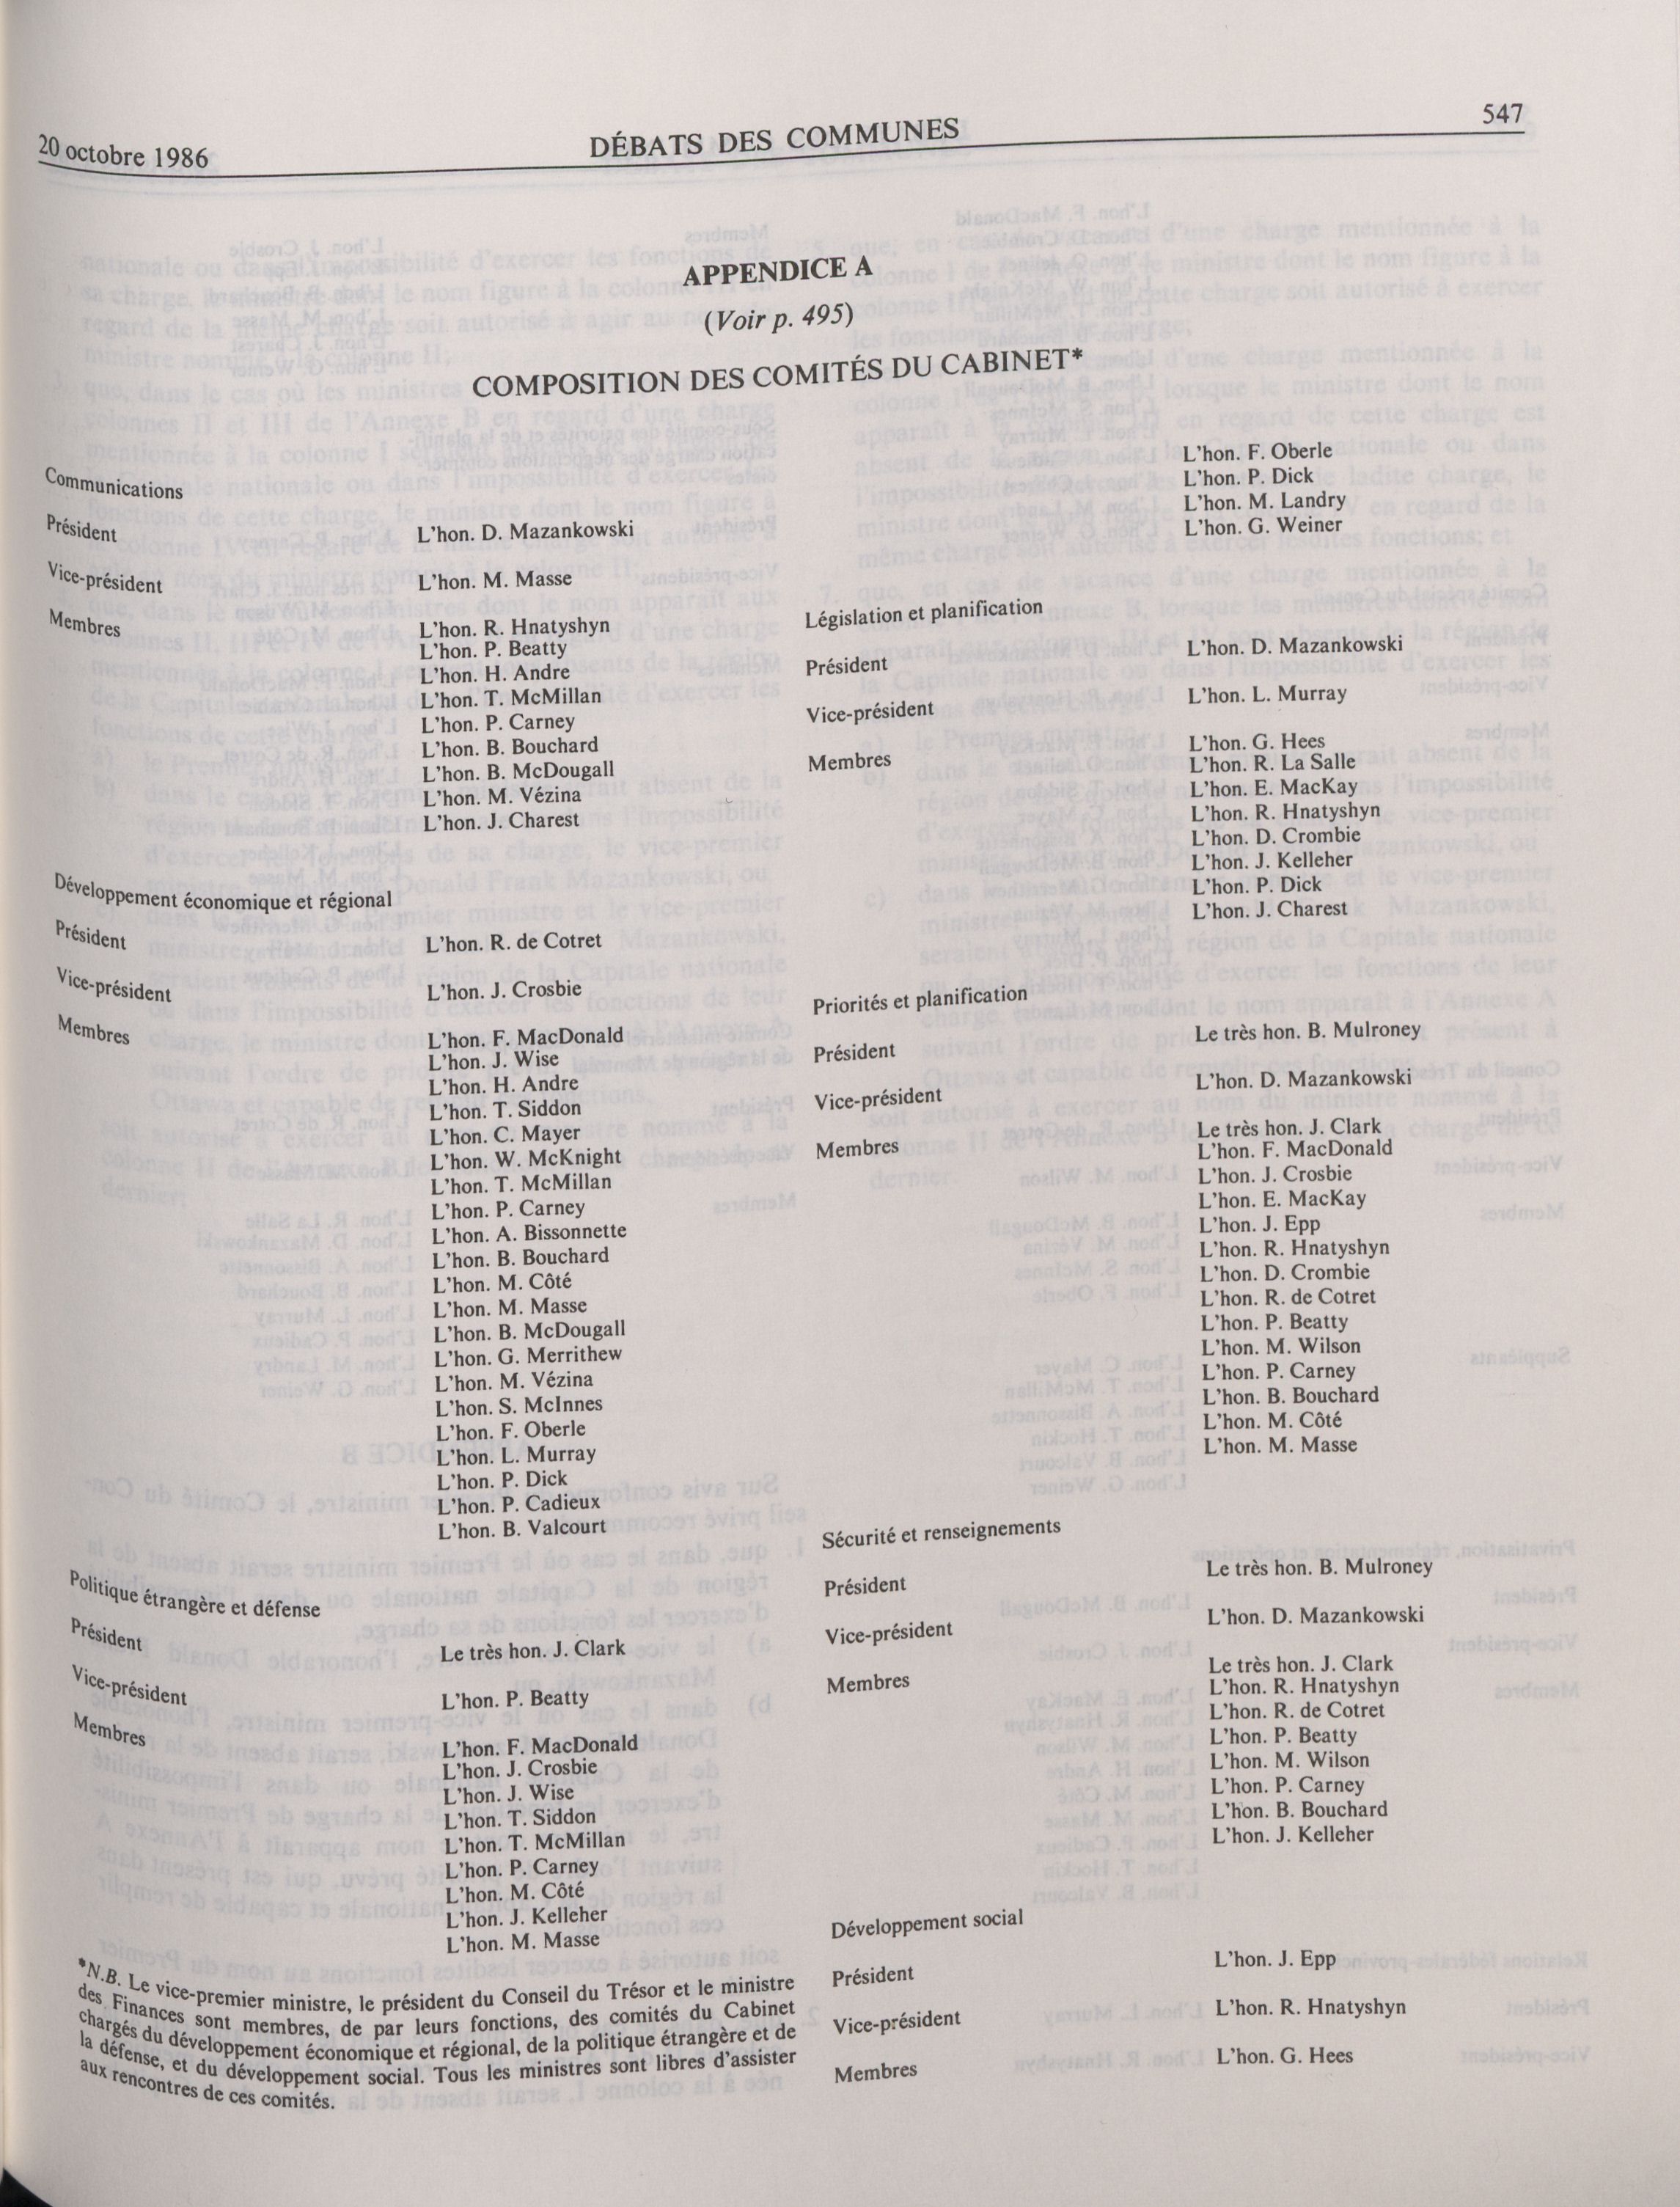 20 octobre 1986
DÉBATS DES COMMUNES
547
APPENDICE A
(Voir p. 495)
COMPOSITION DES COMITÉS DU CABINET*
Communications
Président
L'hon. D. Mazankowski
Vice-président
L'hon. M. Masse
Membres
L'hon. R. Hnatyshyn
L'hon. P. Beatty
L'hon. H. Andre
L'hon. T. McMillan
L'hon. P. Carney
L'hon. B. Bouchard
L'hon. B. McDougall
L'hon. M. Vézina
L'hon. J. Charest
Développement économique et régional
Président
L'hon. R. de Cotret
Vice-président
L'hon. J. Crosbie
Membres
L'hon. F. MacDonald
L'hon. J. Wise
L'hon. H. Andre
L'hon. T. Siddon
L'hon. C. Mayer
L'hon. W. McKnight
L'hon. T. McMillan
L'hon. P. Carney
L'hon. A. Bissonnette
L'hon. B. Bouchard
L'hon. M. Côté
L'hon. M. Masse
L'hon. B. McDougall
L'hon. G. Merrithew
L'hon. M. Vézina
L'hon. S. McInnes
L'hon. F. Oberle
L'hon. L. Murray
L'hon. P. Dick
L'hon. P. Cadieux
L'hon. B. Valcourt
Politique étrangère et défense
Président
Le très hon. J. Clark
Vice-président
L'hon. P. Beatty
Membres
L'hon. F. MacDonald
L'hon. J. Crosbie
L'hon. J. Wise
L'hon. T. Siddon
L'hon. T. McMillan
L'hon. P. Carney
L'hon. M. Côté
L'hon. J. Kelleher
L'hon. M. Masse
*N.B. Le vice-premier ministre, le président du Conseil du Trésor et le ministre
des Finances sont membres, de par leurs fonctions, des comités du Cabinet
chargés du développement économique et régional, de la politique étrangère et de
la défense, et du développement social. Tous les ministres sont libres d'assister
aux rencontres de ces comités.
L'hon. F. Oberle
L'hon. P. Dick
L'hon. M. Landry
L'hon. G. Weiner
Législation et planification
Président
L'hon. D. Mazankowski
Vice-président
L'hon. L. Murray
Membres
L'hon. G. Hees
L'hon. R. La Salle
L'hon. E. MacKay
L'hon. R. Hnatyshyn
L'hon. D. Crombie
L'hon. J. Kelleher
L'hon. P. Dick
L'hon. J. Charest
Priorités et planification
Président
Le très hon. B. Mulroney
Vice-président
L'hon. D. Mazankowski
Membres
Le très hon. J. Clark
L'hon. F. MacDonald
L'hon. J. Crosbie
L'hon. E. MacKay
L'hon. J. Epp
L'hon. R. Hnatyshyn
L'hon. D. Crombie
L'hon. R. de Cotret
L'hon. P. Beatty
L'hon. M. Wilson
L'hon. P. Carney
L'hon. B. Bouchard
L'hon. M. Côté
L'hon. M. Masse
Sécurité et renseignements
Président
Le très hon. B. Mulroney
Vice-président
L'hon. D. Mazankowski
Membres
Le très hon. J. Clark
L'hon. R. Hnatyshyn
L'hon. R. de Cotret
L'hon. P. Beatty
L'hon. M. Wilson
L'hon. P. Carney
L'hon. B. Bouchard
L'hon. J. Kelleher
Développement social
Président
L'hon. J. Epp
Vice-président
L'hon. R. Hnatyshyn
Membres
L'hon. G. Hees